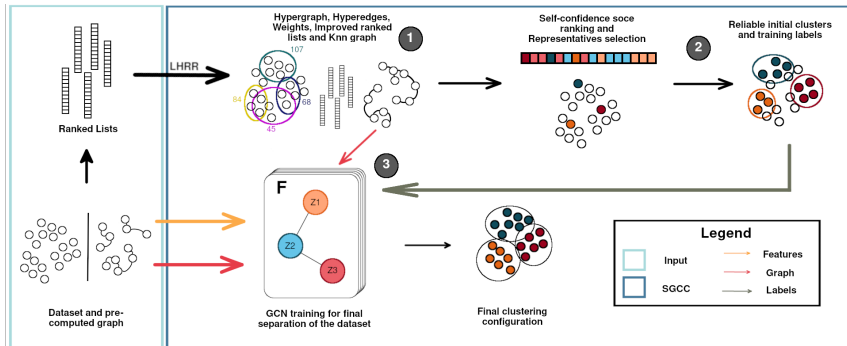 Hypergraph, Hyperedges,
Weights, Improved ranked
lists and Knn graph
1
Self-confidence soce
ranking and
Representatives selection
2
Reliable initial clusters
and training labels
107
84
68
45
LHRR
Ranked Lists
3
F
Z1
Z2
Z3
Dataset and pre-
computed graph
GCN training for final
separation of the dataset
Final clustering
configuration
Legend
Input
Features
Graph
SGCC
Labels